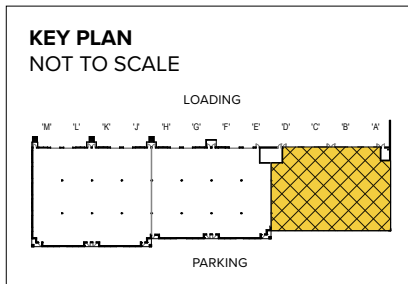 KEY PLAN
NOT TO SCALE
LOADING
'M' 'L' 'K' 'J' 'H' 'G' 'F' 'E' 'D' 'C' 'B' 'A'
PARKING